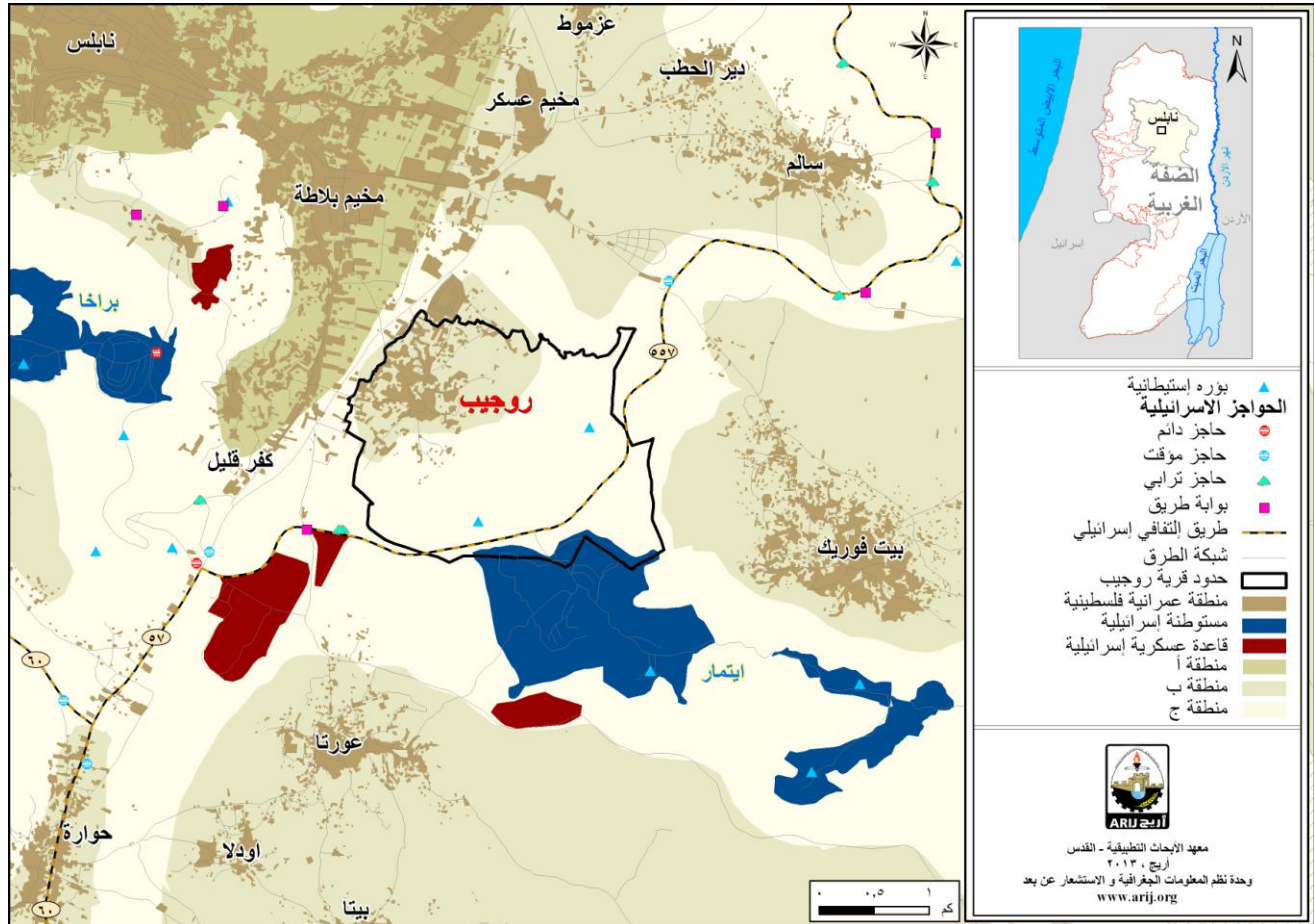 عزموط
نابلس
دير الحطب
مخيم عسكر
سالم
مخيم بلاطة
براخا
٥٥٧
روجيب
كفر قليل
بيت فوريك
٥٧
٦٠
ايتمار
عورتا
حوارة
اودلا
٦٠
بيتا
N
W E
S
٠ ٠,٥ ١
كم
N
البحر الابيض المتوسط
نابلس
نهر الأردن
الضفة
الغربية
الأردن
إسرائيل
البحر الميت
بؤره إستيطانية
الحواجز الاسرائيلية
حاجز دائم
حاجز مؤقت
حاجز ترابي
بوابة طريق
طريق إلتفافي إسرائيلي
شبكة الطرق
حدود قرية روجيب
منطقة عمرانية فلسطينية
مستوطنة إسرائيلية
قاعدة عسكرية إسرائيلية
منطقة أ
منطقة ب
منطقة ج
ARIJ أريج
معهد الابحاث التطبيقية - القدس
أريج ، ٢٠١٣
وحدة نظم المعلومات الجغرافية و الاستشعار عن بعد
www.arij.org